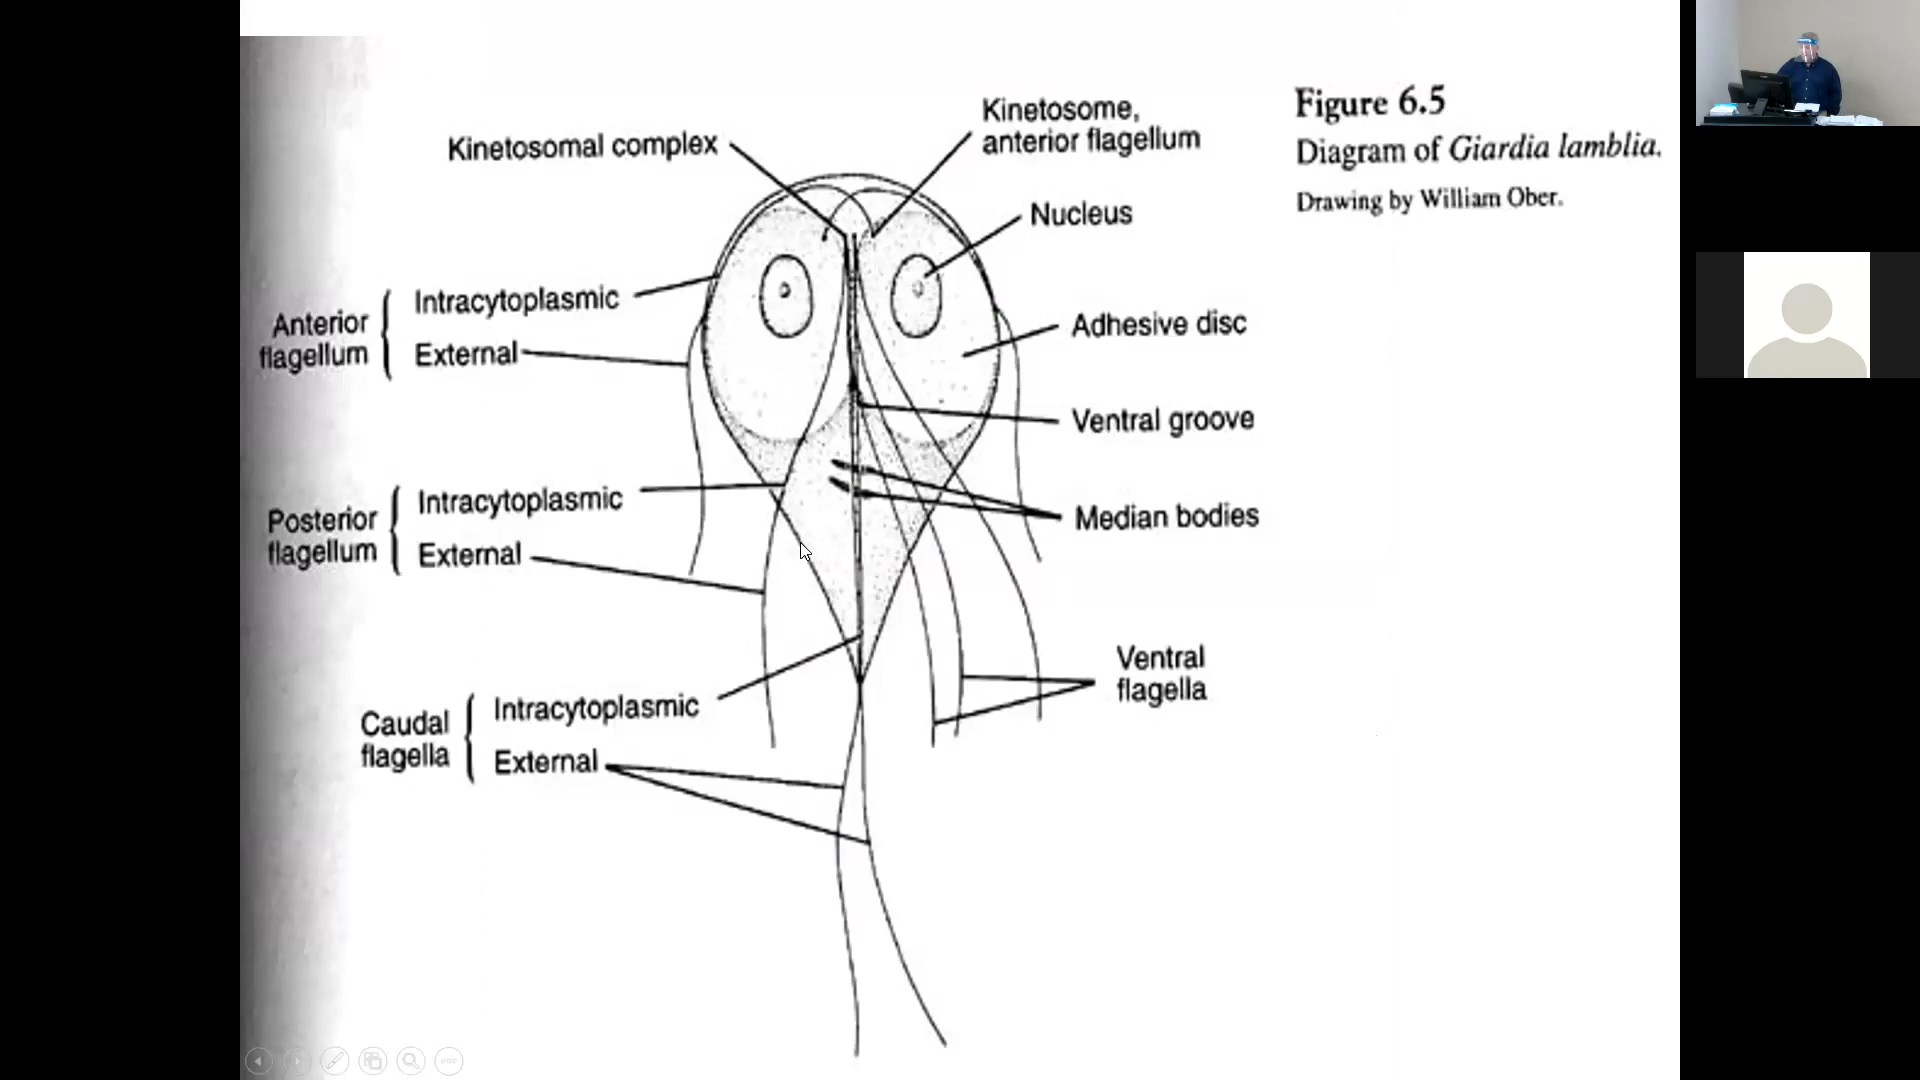 Figure 6.5
Diagram of Giardia lamblia.
Drawing by William Ober.
Kinetosomal complex
Kinetosome,
anterior flagellum
Nucleus
Anterior
flagellum
Intracytoplasmic
External
Adhesive disc
Ventral groove
Posterior
flagellum
Intracytoplasmic
External
Median bodies
Ventral
flagella
Caudal
flagella
Intracytoplasmic
External